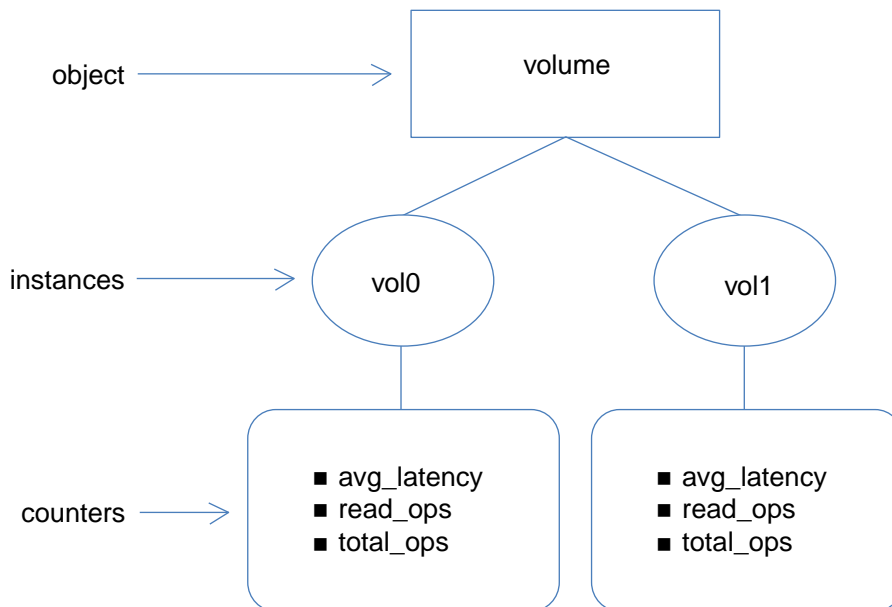 object
volume
instances
vol0
vol1
counters
■ avg_latency
■ read_ops
■ total_ops
■ avg_latency
■ read_ops
■ total_ops